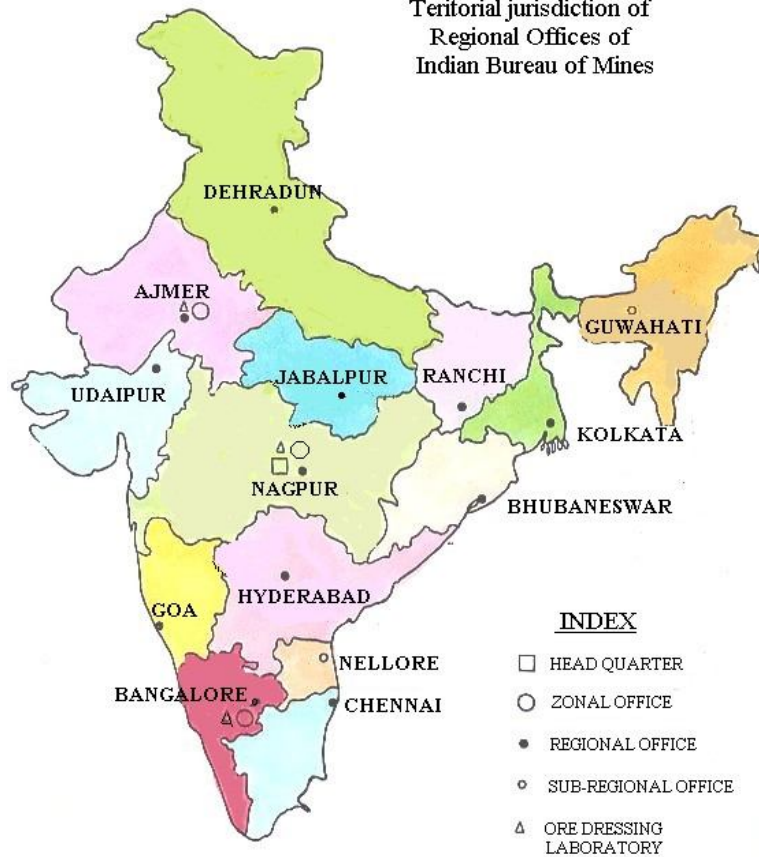 Teritorial jurisdiction of
Regional Offices of
Indian Bureau of Mines
DEHRADUN
AJMER
GUWAHATI
UDAIPUR
JABALPUR
RANCHI
KOLKATA
NAGPUR
BHUBANESWAR
HYDERABAD
GOA
INDEX
NELLORE
HEAD QUARTER
BANGALORE
CHENNAI
ZONAL OFFICE
REGIONAL OFFICE
SUB-REGIONAL OFFICE
ORE DRESSING
LABORATORY